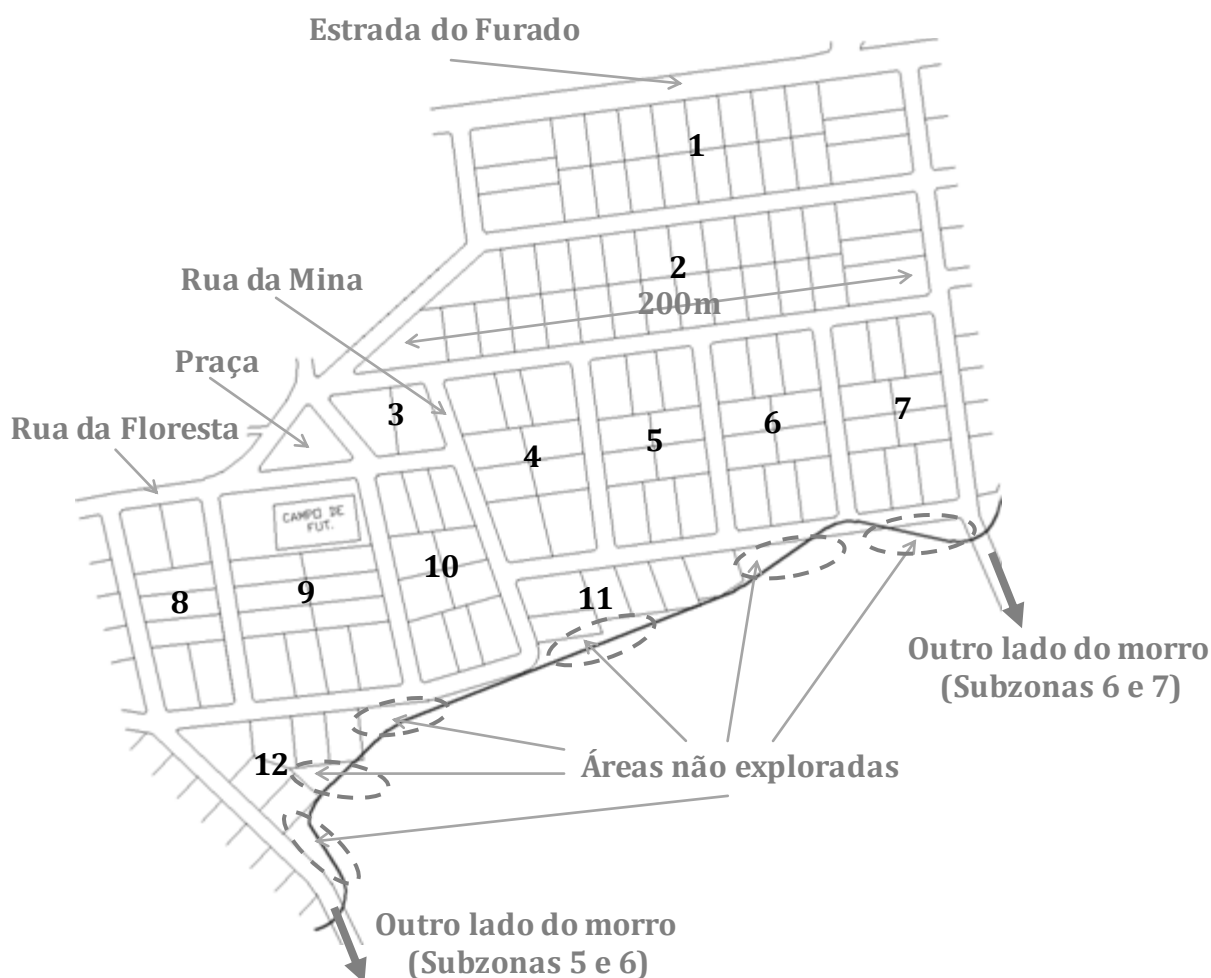 Estrada do Furado
1
2
200m
Rua da Mina
Praça
3
Rua da Floresta
4
5
6
7
CAMPO DE
FUT.
8
9
10
11
Outro lado do morro
(Subzonas 6 e 7)
12
Áreas não exploradas
Outro lado do morro
(Subzonas 5 e 6)